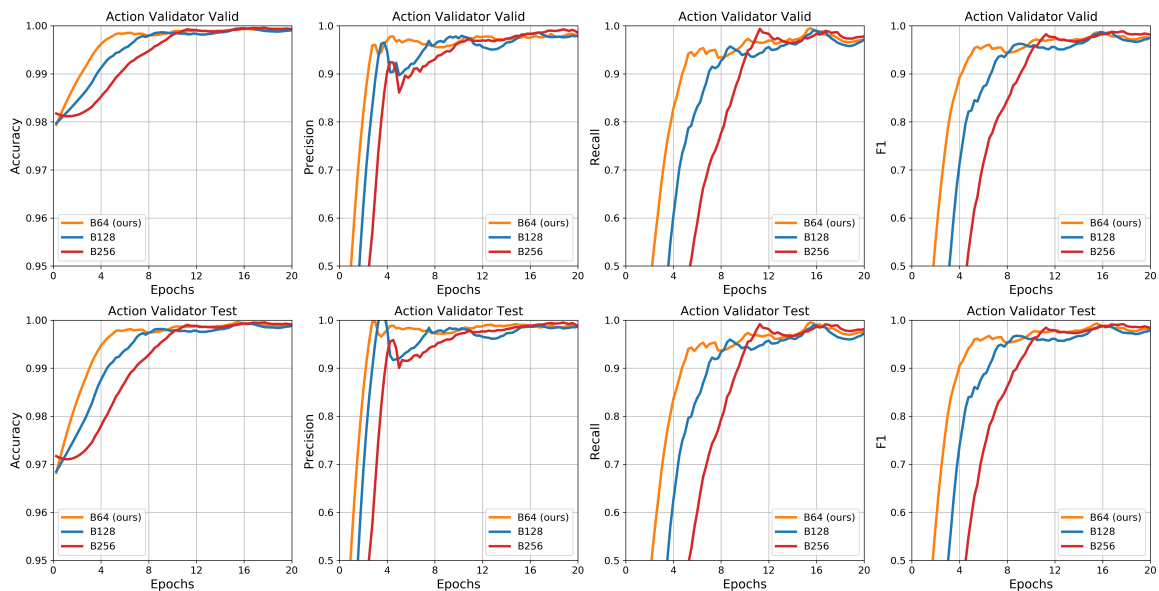 Action Validator Valid
Accuracy
1.00
0.99
0.98
0.97
0.96
0.95
0 4 8 12 16 20
Epochs
B64 (ours)
B128
B256
Action Validator Valid
Precision
1.0
0.9
0.8
0.7
0.6
0.5
0 4 8 12 16 20
Epochs
B64 (ours)
B128
B256
Action Validator Valid
Recall
1.0
0.9
0.8
0.7
0.6
0.5
0 4 8 12 16 20
Epochs
B64 (ours)
B128
B256
Action Validator Valid
F1
1.0
0.9
0.8
0.7
0.6
0.5
0 4 8 12 16 20
Epochs
B64 (ours)
B128
B256
Action Validator Test
Accuracy
1.00
0.99
0.98
0.97
0.96
0.95
0 4 8 12 16 20
Epochs
B64 (ours)
B128
B256
Action Validator Test
Precision
1.0
0.9
0.8
0.7
0.6
0.5
0 4 8 12 16 20
Epochs
B64 (ours)
B128
B256
Action Validator Test
Recall
1.0
0.9
0.8
0.7
0.6
0.5
0 4 8 12 16 20
Epochs
B64 (ours)
B128
B256
Action Validator Test
F1
1.0
0.9
0.8
0.7
0.6
0.5
0 4 8 12 16 20
Epochs
B64 (ours)
B128
B256